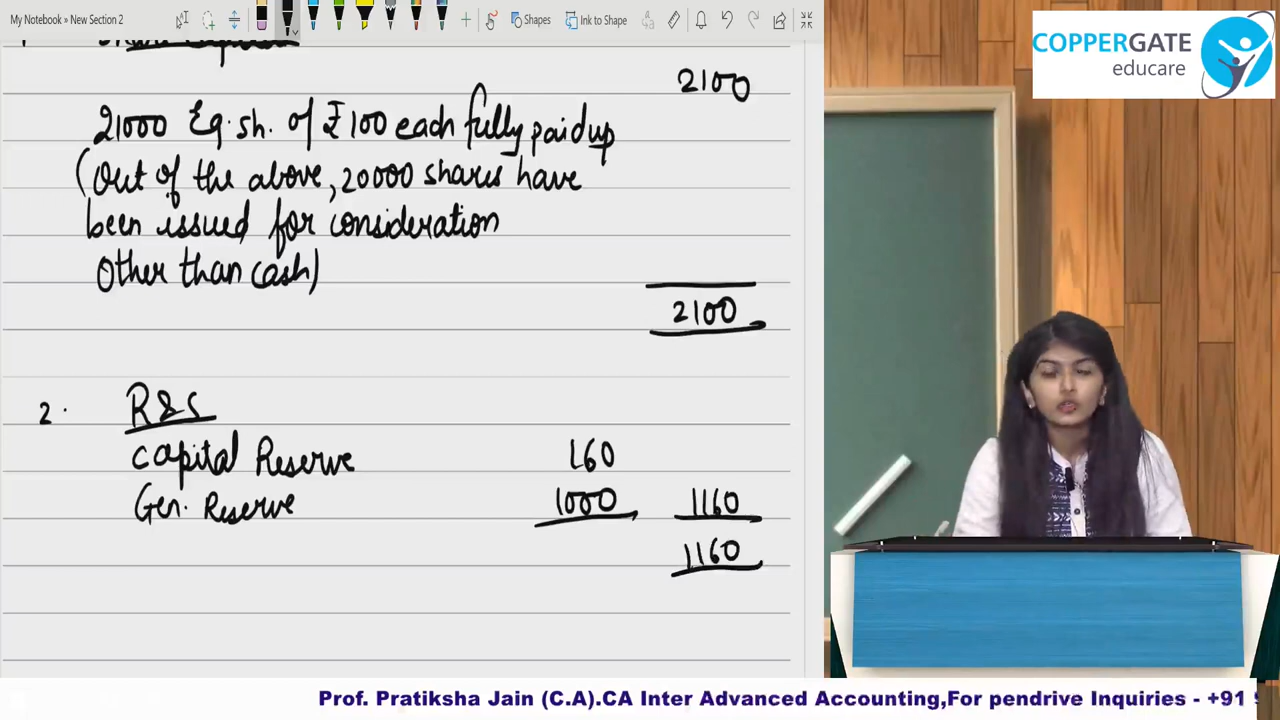 My Notebook » New Section 2
Shapes
Ink to Shape
COPPERGATE
educare
2100
21000 Eq. sh. of ₹100 each fully paid up
(Out of the above, 20000 shares have
been issued for consideration
Other than cash)
2100
2. R&S
Capital Reserve 160
Gen. Reserve 1000 1160
1160
Prof. Pratiksha Jain (C.A).CA Inter Advanced Accounting,For pendrive Inquiries - +91